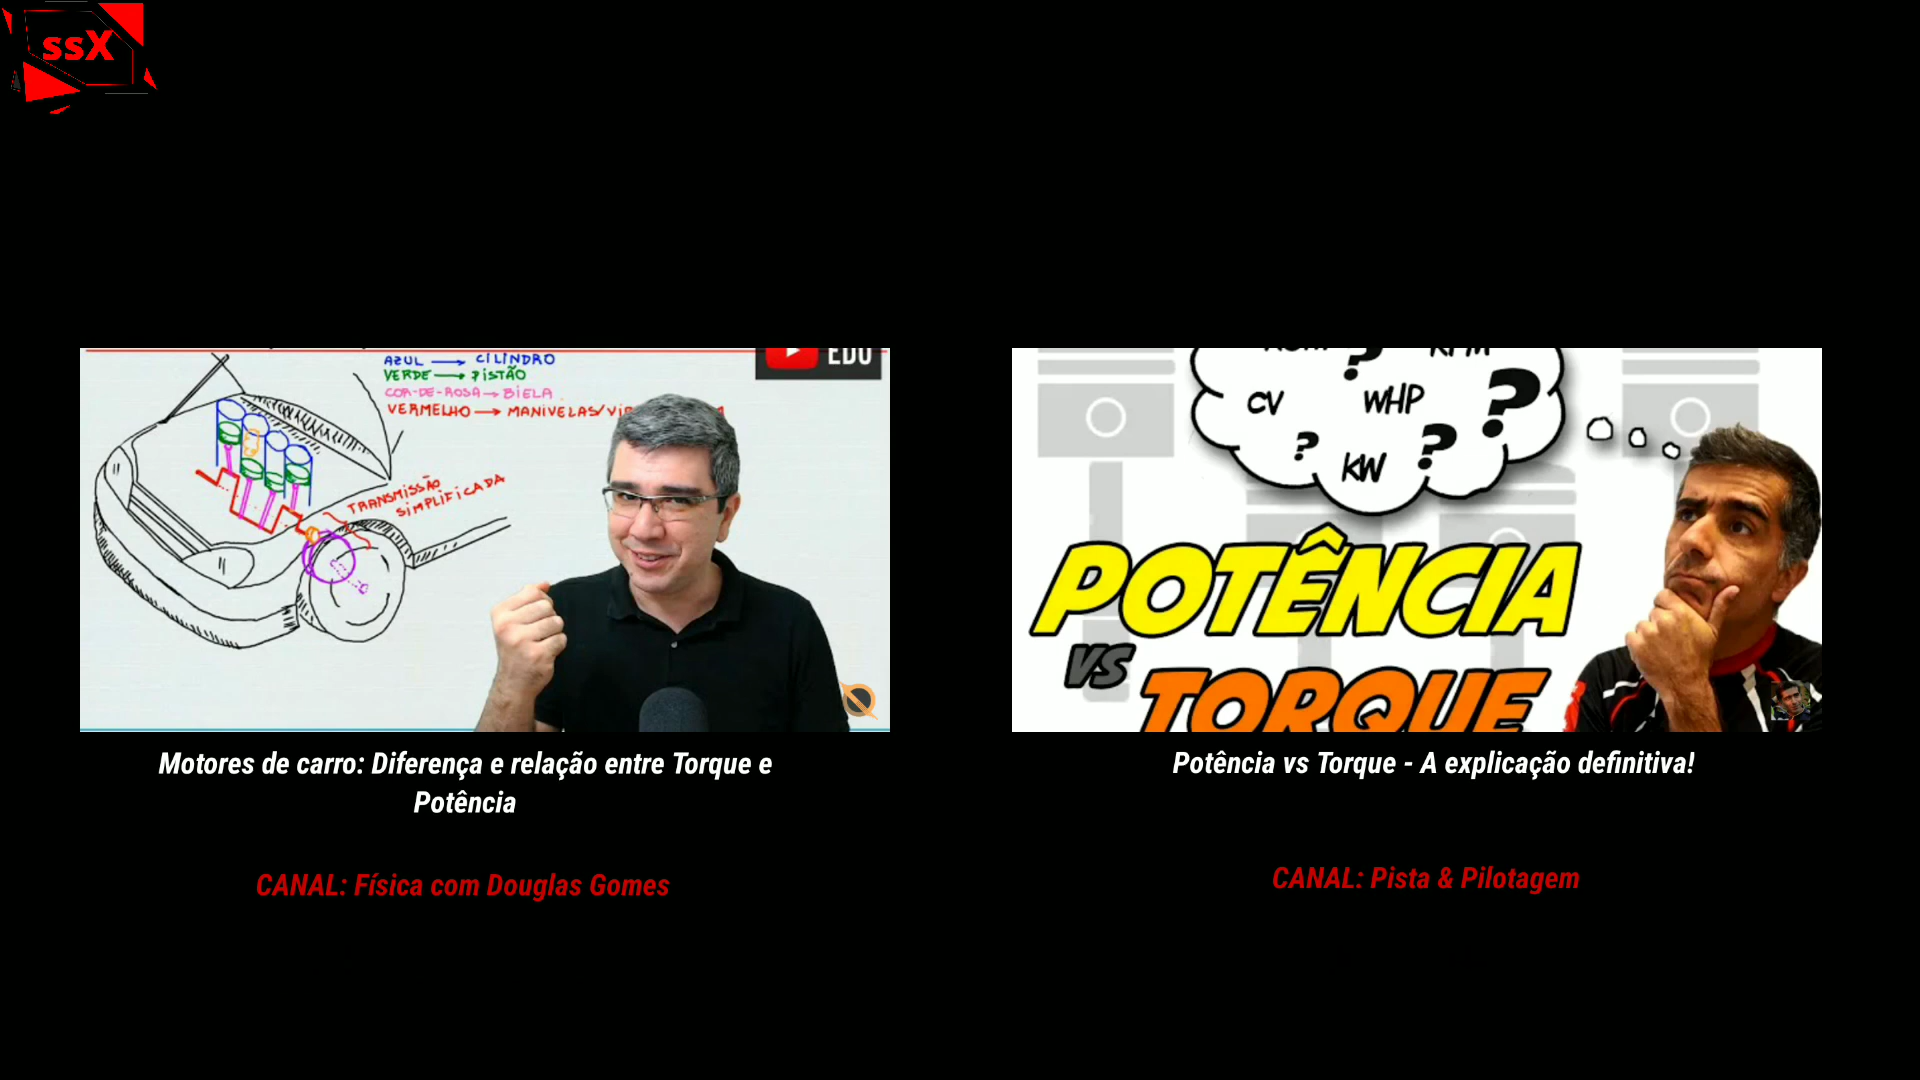 ssX
EDU
AZUL → CILINDRO
VERDE → PISTÃO
COR-DE-ROSA → BIELA
VERMELHO → MANIVELAS/
TRANSMISSÃO
SIMPLIFICADA
CV
WHP
?
?
?
?
KW
POTÊNCIA
VS
TORQUE
Motores de carro: Diferença e relação entre Torque e
Potência
Potência vs Torque - A explicação definitiva!
CANAL: Física com Douglas Gomes
CANAL: Pista & Pilotagem